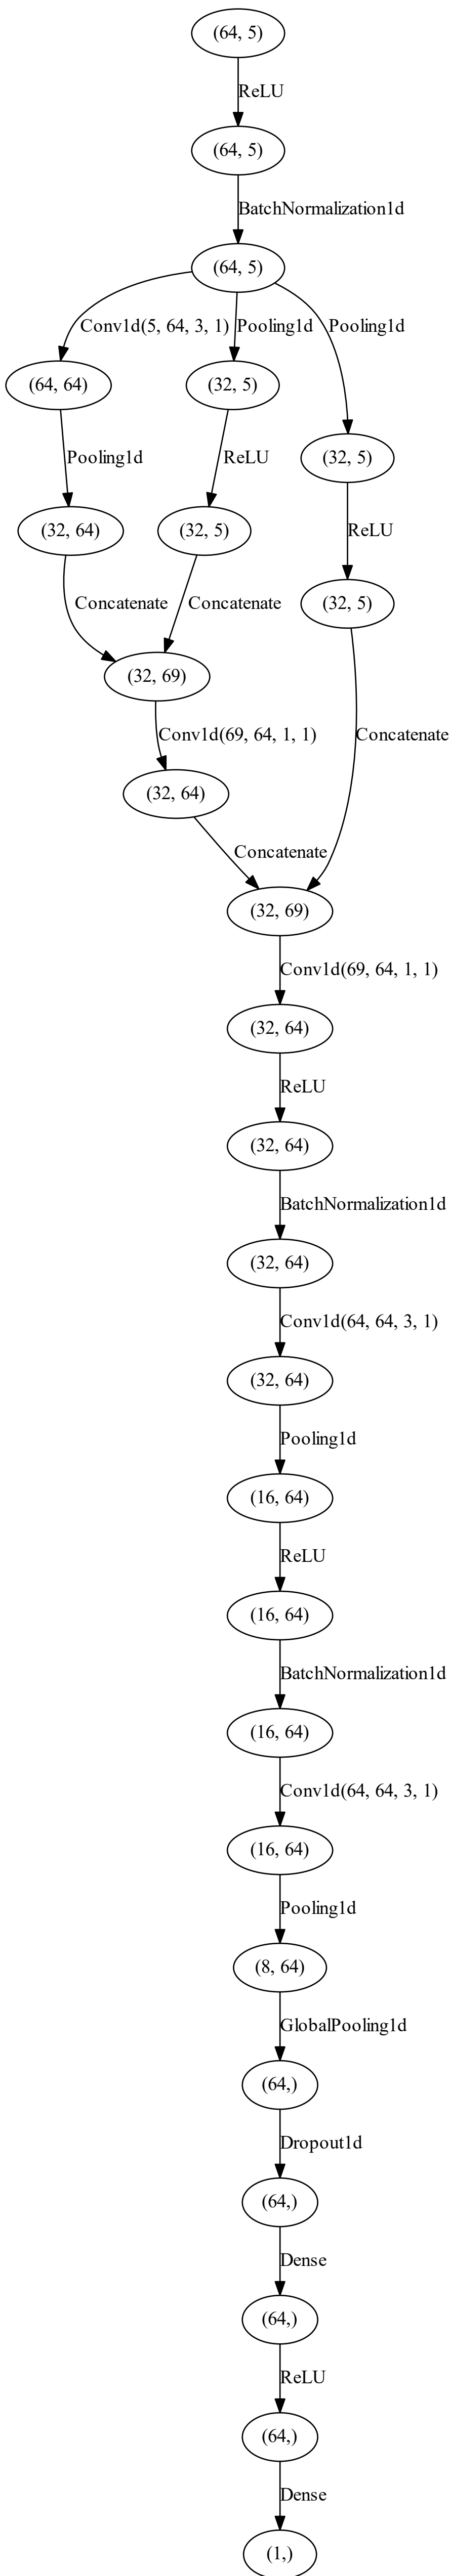 (64, 5)
ReLU
(64, 5)
BatchNormalization1d
(64, 5)
Conv1d(5, 64, 3, 1) Pooling1d Pooling1d
(64, 64) (32, 5)
Pooling1d ReLU (32, 5)
(32, 64) (32, 5) ReLU
Concatenate Concatenate (32, 5)
(32, 69)
Conv1d(69, 64, 1, 1) Concatenate
(32, 64)
Concatenate
(32, 69)
Conv1d(69, 64, 1, 1)
(32, 64)
ReLU
(32, 64)
BatchNormalization1d
(32, 64)
Conv1d(64, 64, 3, 1)
(32, 64)
Pooling1d
(16, 64)
ReLU
(16, 64)
BatchNormalization1d
(16, 64)
Conv1d(64, 64, 3, 1)
(16, 64)
Pooling1d
(8, 64)
GlobalPooling1d
(64,)
Dropout1d
(64,)
Dense
(64,)
ReLU
(64,)
Dense
(1,)